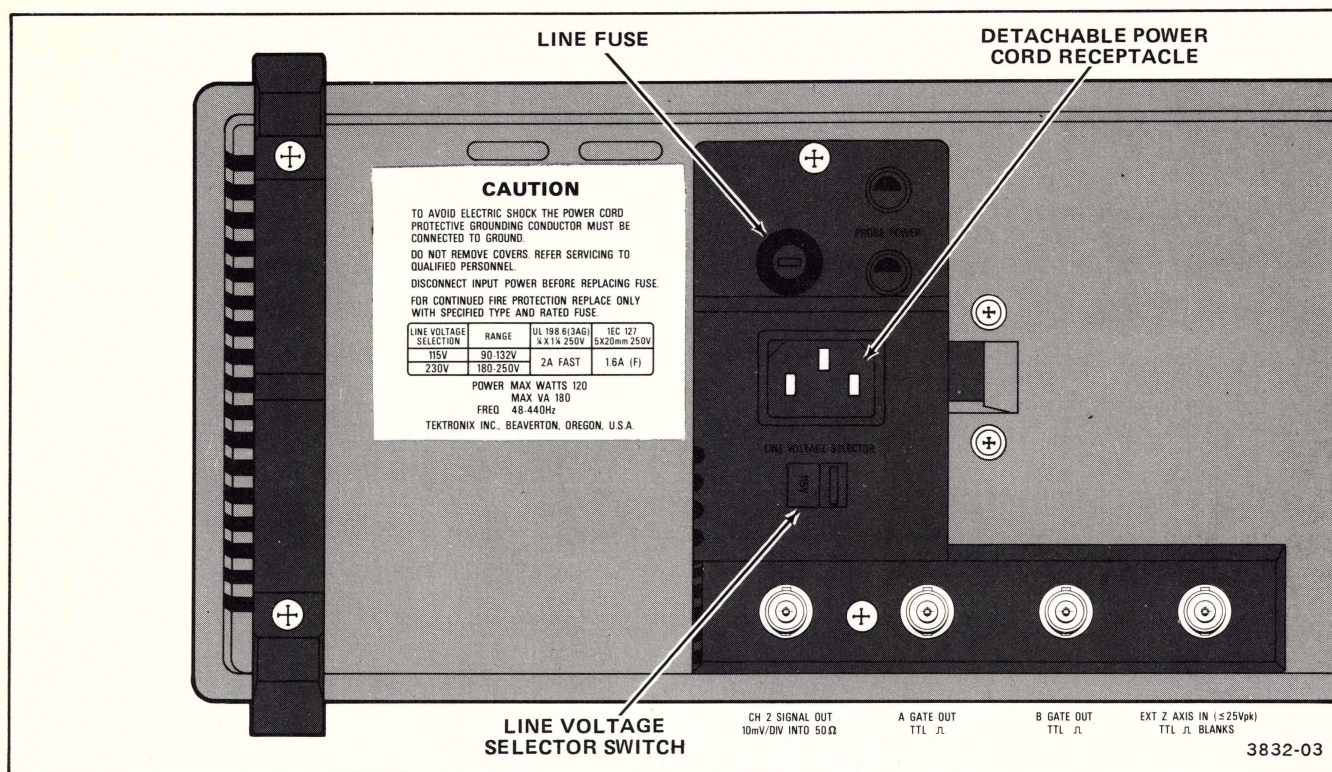 LINE FUSE
DETACHABLE POWER
CORD RECEPTACLE
CAUTION
TO AVOID ELECTRIC SHOCK THE POWER CORD
PROTECTIVE GROUNDING CONDUCTOR MUST BE
CONNECTED TO GROUND.
DO NOT REMOVE COVERS. REFER SERVICING TO
QUALIFIED PERSONNEL.
DISCONNECT INPUT POWER BEFORE REPLACING FUSE.
FOR CONTINUED FIRE PROTECTION REPLACE ONLY
WITH SPECIFIED TYPE AND RATED FUSE.
LINE VOLTAGE SELECTION RANGE UL 198.6(3AG) ¼ X 1¼ 250V IEC 127 5X20mm 250V
115V 90-132V 2A FAST 1.6A (F)
230V 180-250V
POWER MAX WATTS 120
MAX VA 180
FREQ 48-440Hz
TEKTRONIX INC., BEAVERTON, OREGON, U.S.A.
PROBE POWER
LINE VOLTAGE SELECTOR
115V
LINE VOLTAGE
SELECTOR SWITCH
CH 2 SIGNAL OUT
10mV/DIV INTO 50Ω
A GATE OUT
TTL ⎍
B GATE OUT
TTL ⎍
EXT Z AXIS IN (≤25Vpk)
TTL ⎍ BLANKS
3832-03